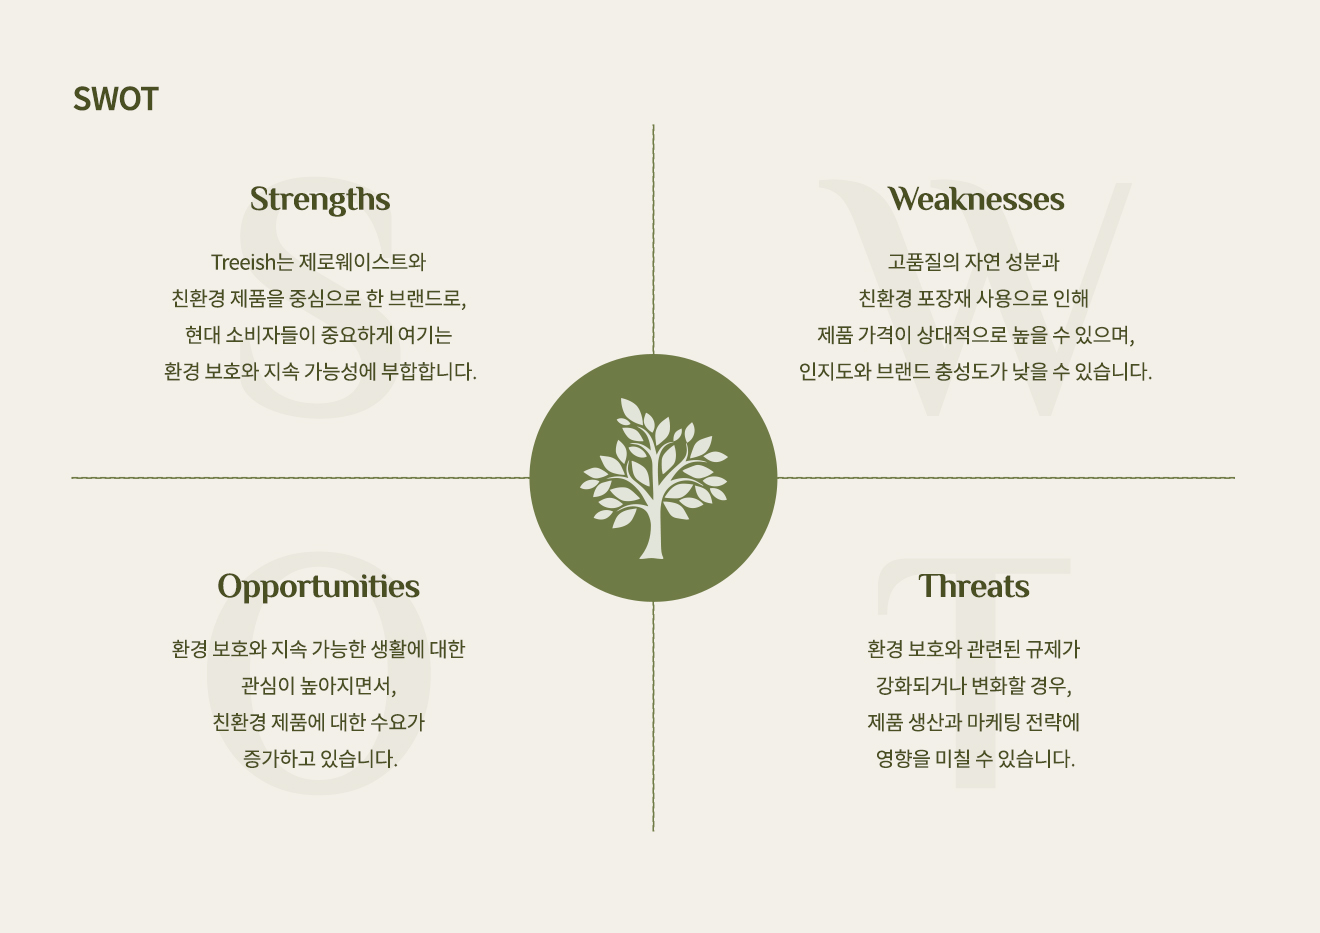 SWOT
Strengths
Treeish는 제로웨이스트와
친환경 제품을 중심으로 한 브랜드로,
현대 소비자들이 중요하게 여기는
환경 보호와 지속 가능성에 부합합니다.
Weaknesses
고품질의 자연 성분과
친환경 포장재 사용으로 인해
제품 가격이 상대적으로 높을 수 있으며,
인지도와 브랜드 충성도가 낮을 수 있습니다.
Opportunities
환경 보호와 지속 가능한 생활에 대한
관심이 높아지면서,
친환경 제품에 대한 수요가
증가하고 있습니다.
Threats
환경 보호와 관련된 규제가
강화되거나 변화할 경우,
제품 생산과 마케팅 전략에
영향을 미칠 수 있습니다.
S
W
O
T